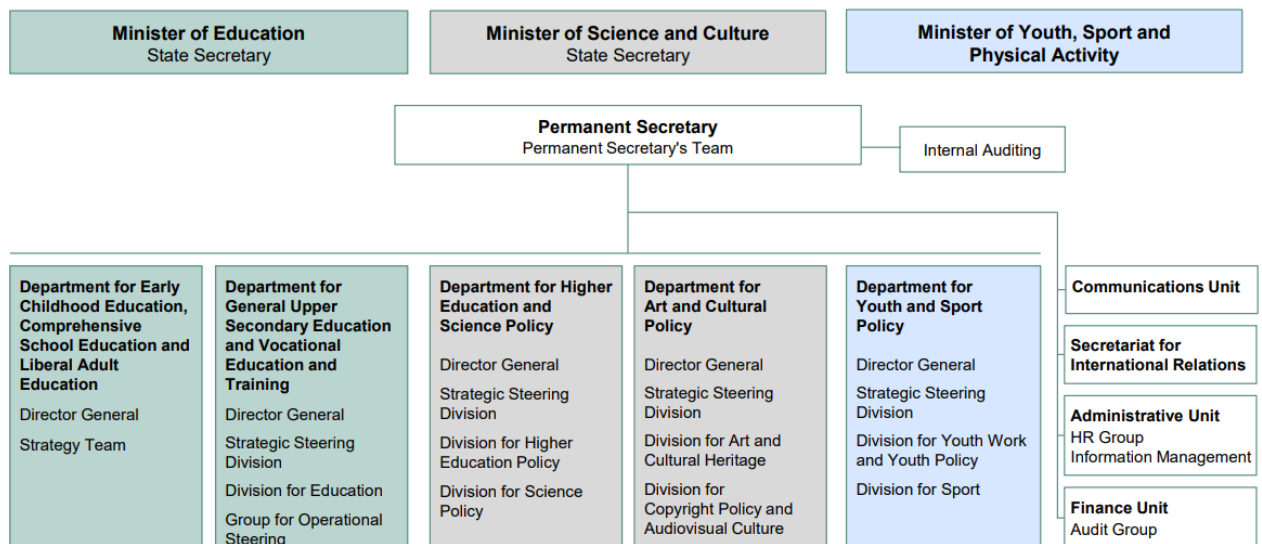 Minister of Education
State Secretary
Minister of Science and Culture
State Secretary
Minister of Youth, Sport and
Physical Activity
Permanent Secretary
Permanent Secretary's Team
Internal Auditing
Department for Early
Childhood Education,
Comprehensive
School Education and
Liberal Adult
Education
Director General
Strategy Team
Department for
General Upper
Secondary Education
and Vocational
Education and
Training
Director General
Strategic Steering
Division
Division for Education
Group for Operational
Steering
Department for Higher
Education and
Science Policy
Director General
Strategic Steering
Division
Division for Higher
Education Policy
Division for Science
Policy
Department for
Art and Cultural
Policy
Director General
Strategic Steering
Division
Division for Art and
Cultural Heritage
Division for
Copyright Policy and
Audiovisual Culture
Department for
Youth and Sport
Policy
Director General
Strategic Steering
Division
Division for Youth Work
and Youth Policy
Division for Sport
Communications Unit
Secretariat for
International Relations
Administrative Unit
HR Group
Information Management
Finance Unit
Audit Group